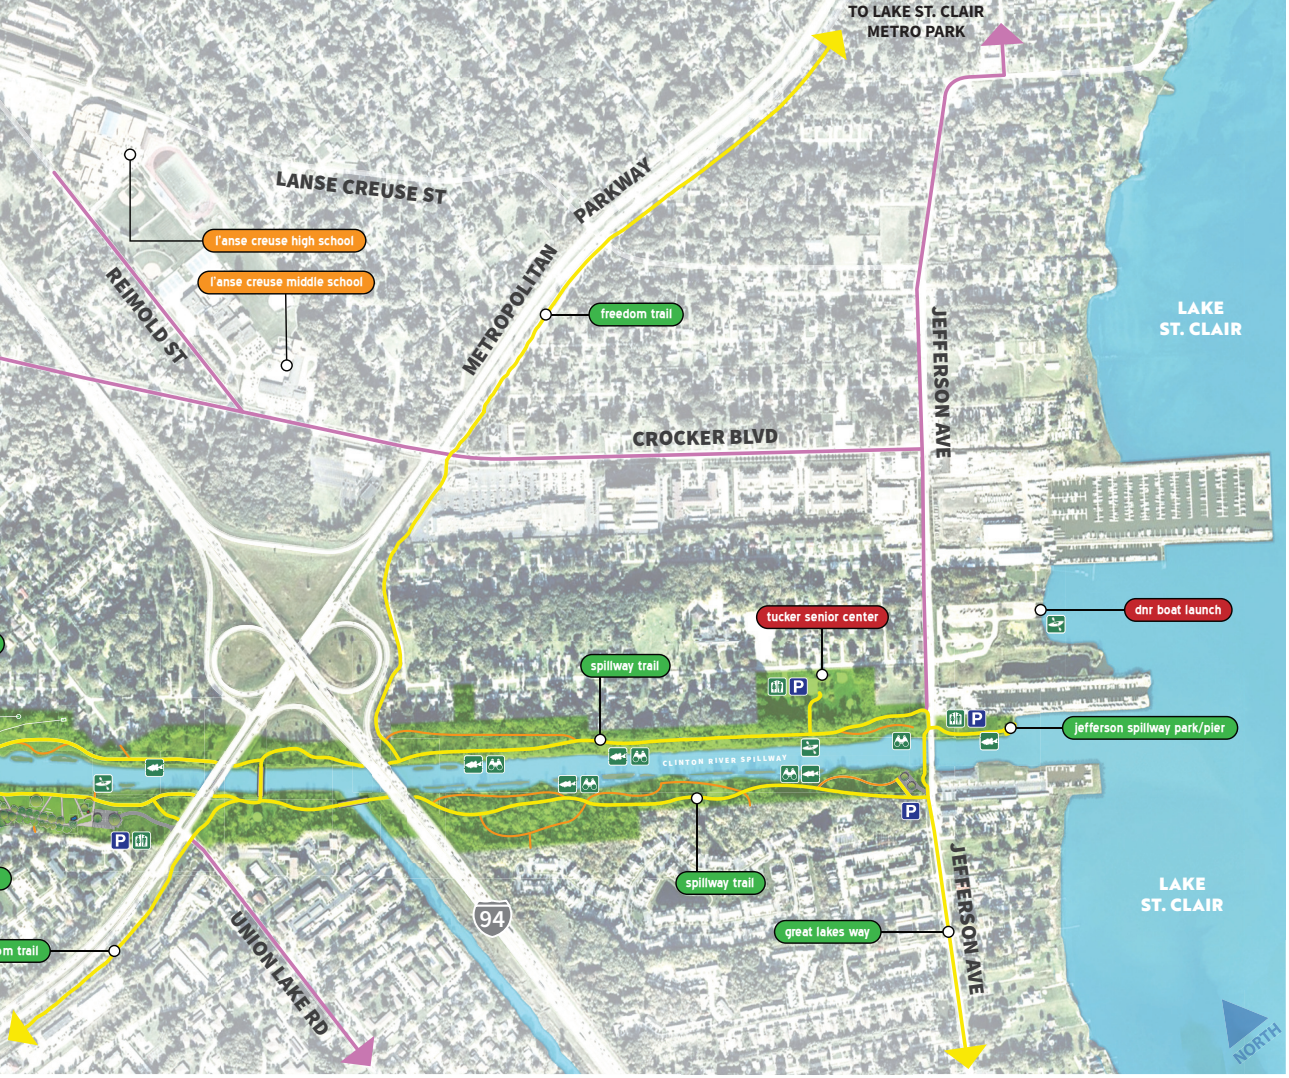 TO LAKE ST. CLAIR
METRO PARK
LANSE CREUSE ST
PARKWAY
l'anse creuse high school
l'anse creuse middle school
METROPOLITAN
REIMOLD ST
freedom trail
LAKE
ST. CLAIR
JEFFERSON AVE
CROCKER BLVD
dnr boat launch
tucker senior center
spillway trail
P
P
jefferson spillway park/pier
CLINTON RIVER SPILLWAY
P
P
spillway trail
JEFFERSON AVE
LAKE
ST. CLAIR
94
UNION LAKE RD
great lakes way
om trail
NORTH